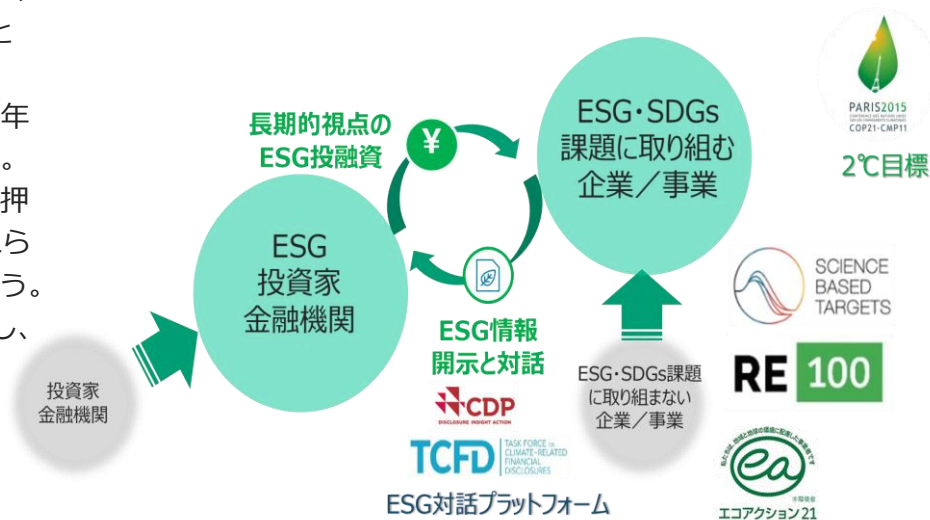 と
年
。
押
ら
う。
し、
長期的視点の
ESG投融資
¥
ESG・SDGs
課題に取り組む
企業／事業
PARIS2015
COP21・CMP11
2℃目標
ESG
投資家
金融機関
ESG情報
開示と対話
SCIENCE
BASED
TARGETS
投資家
金融機関
ESG・SDGs課題
に取り組まない
企業／事業
RE 100
CDP
DISCLOSURE INSIGHT ACTION
TCFD
TASK FORCE ON
CLIMATE-RELATED
FINANCIAL
DISCLOSURES
ESG対話プラットフォーム
ea
環境省
エコアクション21